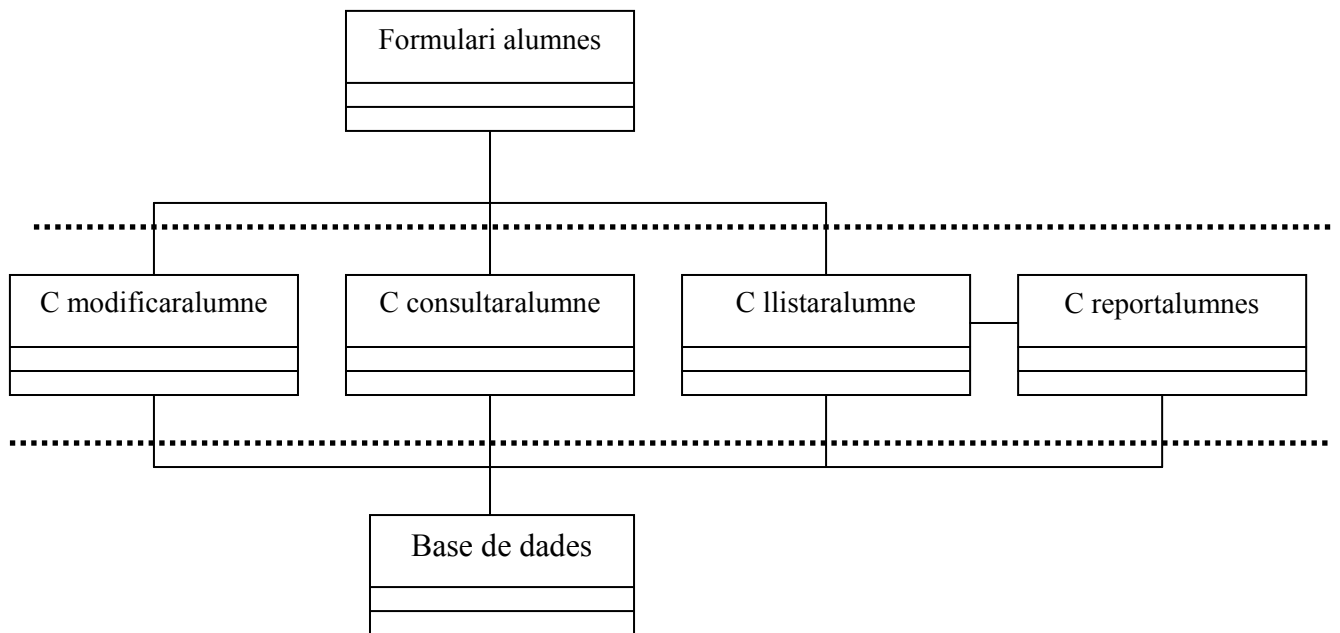 Formulari alumnes
C modificaralumne
C consultaralumne
C llistaralumne
C reportalumnes
Base de dades